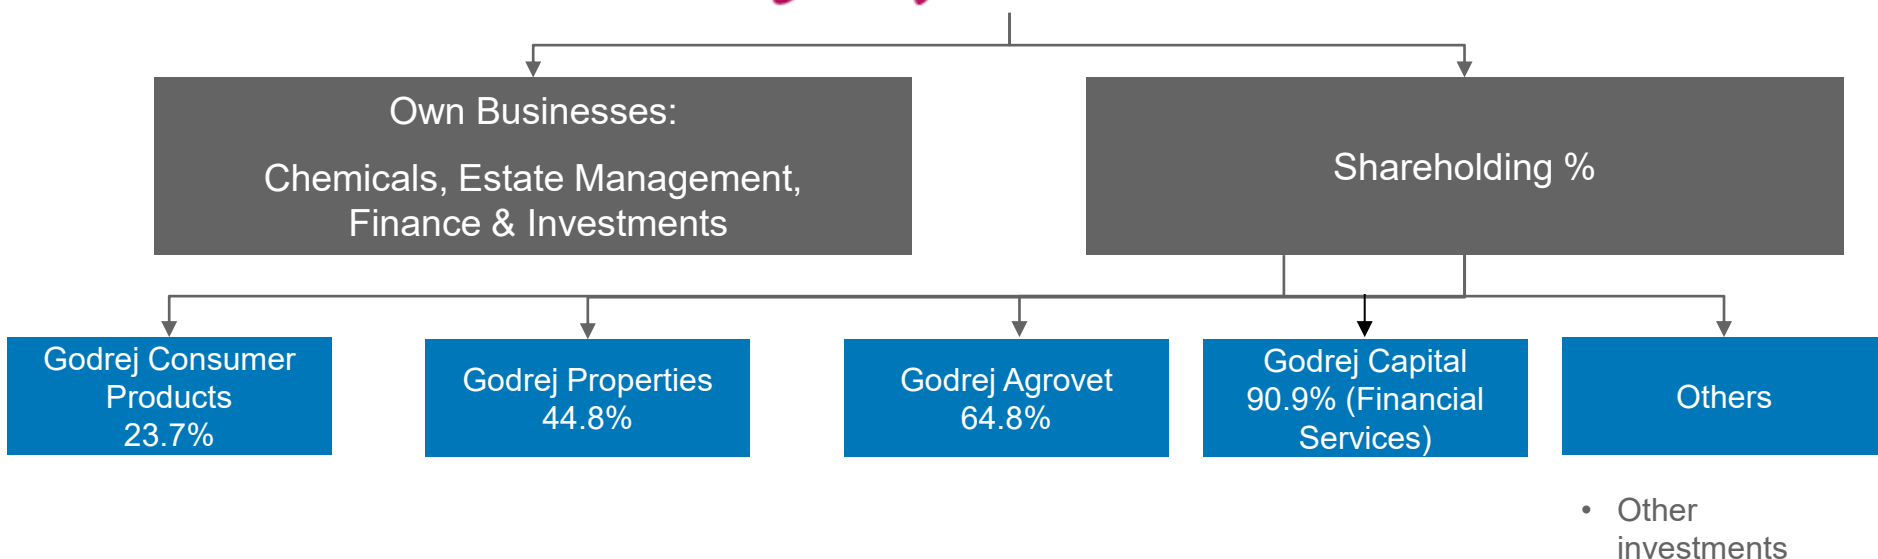 Own Businesses:
Chemicals, Estate Management,
Finance & Investments
Shareholding %
Godrej Consumer
Products
23.7%
Godrej Properties
44.8%
Godrej Agrovet
64.8%
Godrej Capital
90.9% (Financial
Services)
Others
• Other
investments